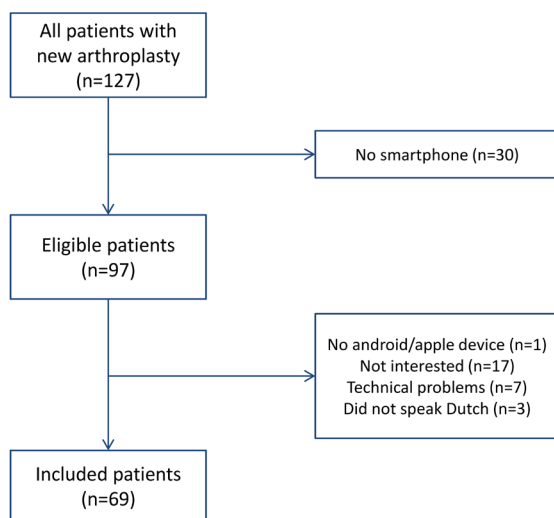 All patients with
new arthroplasty
(n=127)
No smartphone (n=30)
Eligible patients
(n=97)
No android/apple device (n=1)
Not interested (n=17)
Technical problems (n=7)
Did not speak Dutch (n=3)
Included patients
(n=69)